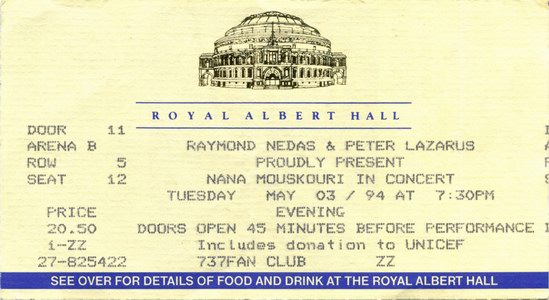 ROYAL ALBERT HALL
DOOR 11
ARENA B RAYMOND NEDAS & PETER LAZARUS
ROW 5 PROUDLY PRESENT
SEAT 12 NANA MOUSKOURI IN CONCERT
TUESDAY MAY 03 / 94 AT 7:30PM
PRICE EVENING
20.50 DOORS OPEN 45 MINUTES BEFORE PERFORMANCE
i-ZZ Includes donation to UNICEF
27-825422 737FAN CLUB ZZ
SEE OVER FOR DETAILS OF FOOD AND DRINK AT THE ROYAL ALBERT HALL